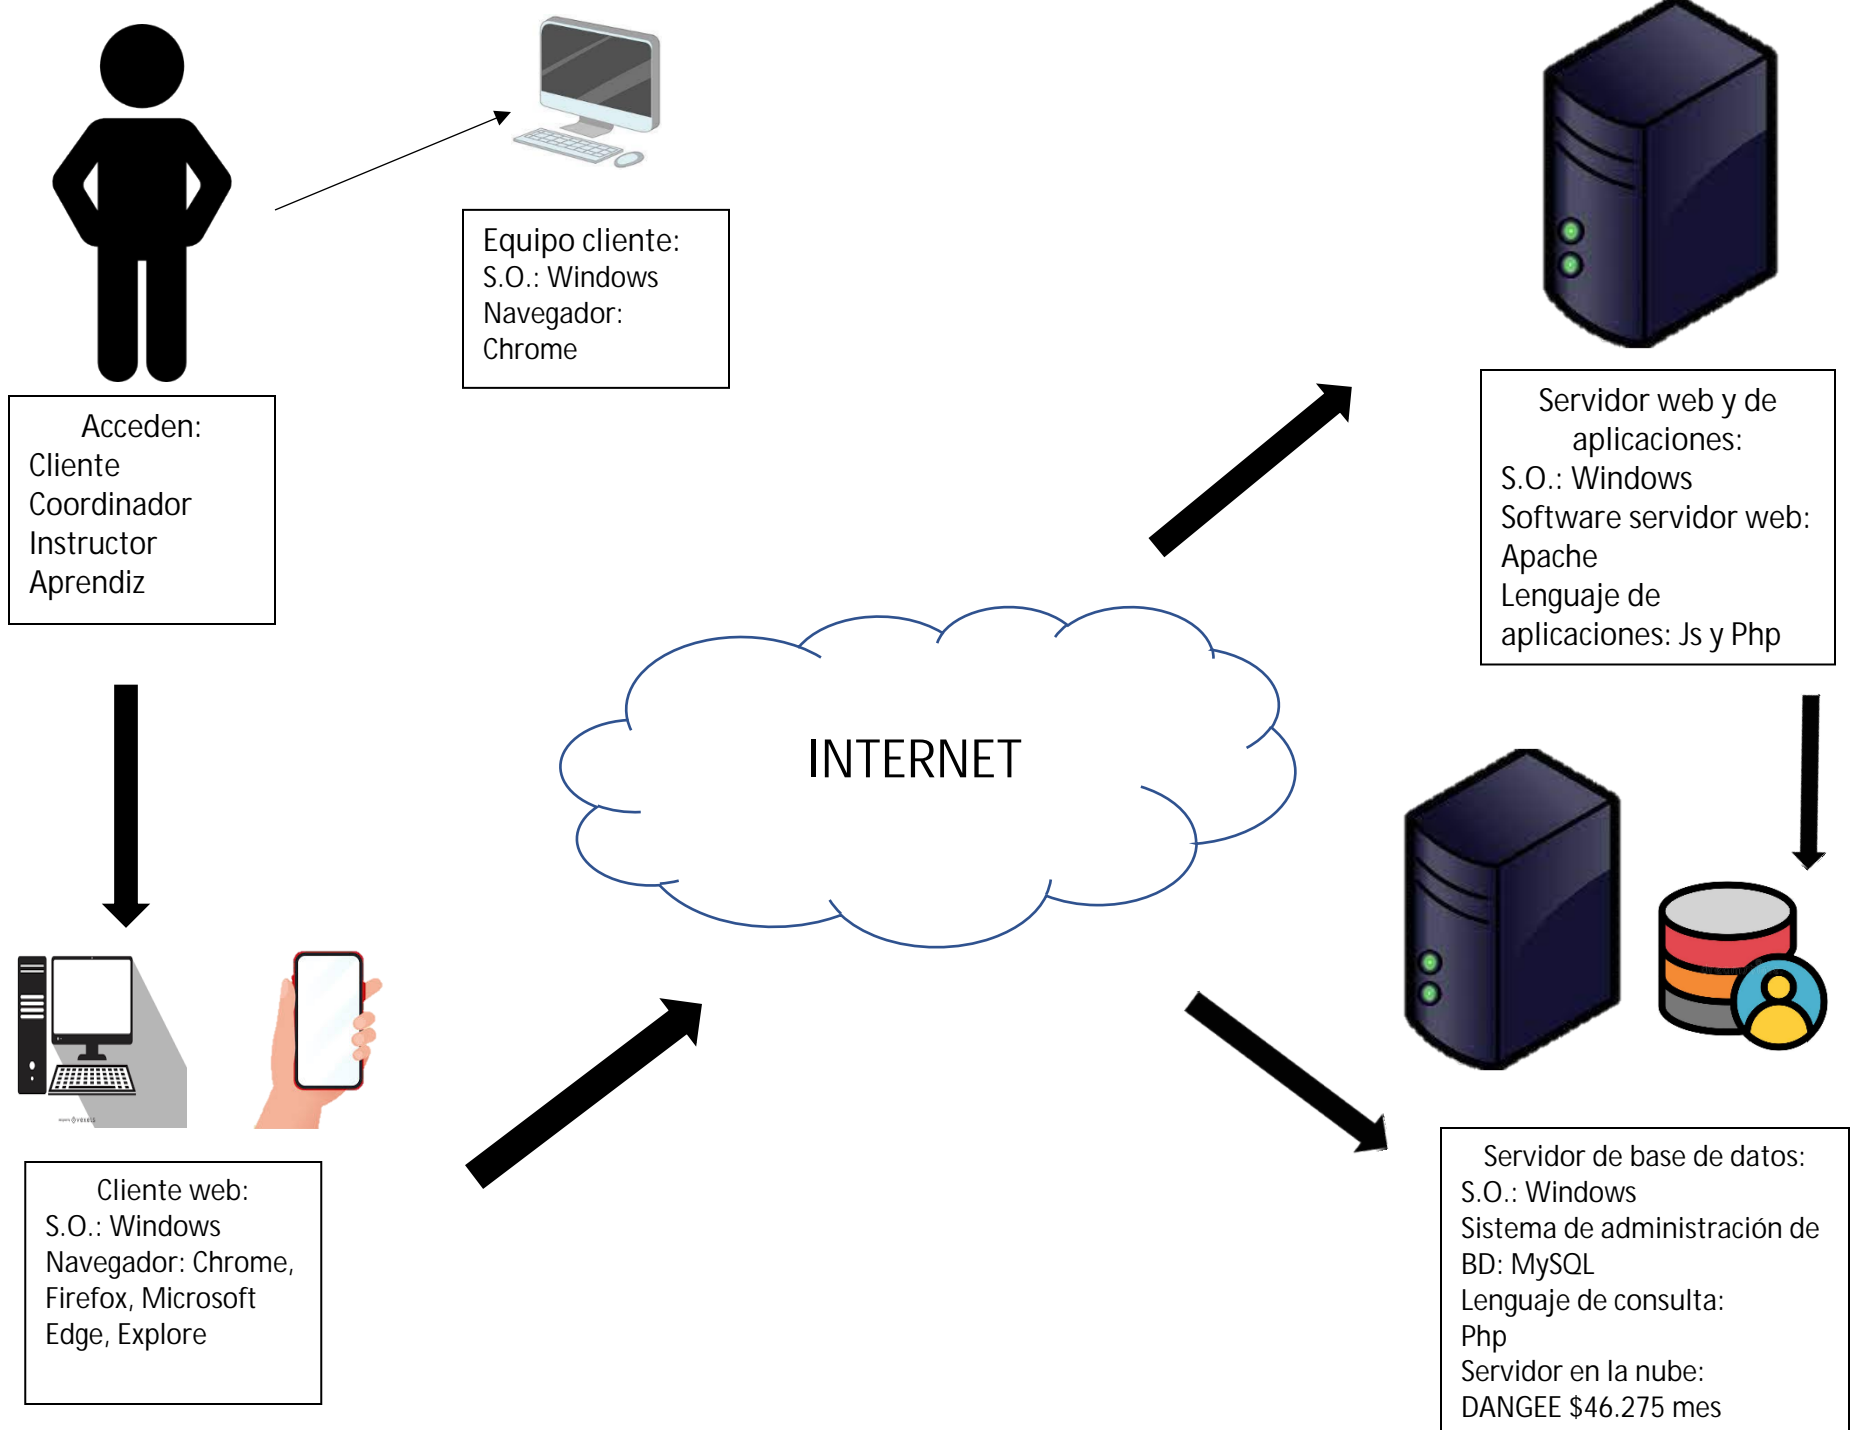 Equipo cliente:
S.O.: Windows
Navegador:
Chrome
Acceden:
Cliente
Coordinador
Instructor
Aprendiz
Servidor web y de
aplicaciones:
S.O.: Windows
Software servidor web:
Apache
Lenguaje de
aplicaciones: Js y Php
INTERNET
Cliente web:
S.O.: Windows
Navegador: Chrome,
Firefox, Microsoft
Edge, Explore
Servidor de base de datos:
S.O.: Windows
Sistema de administración de
BD: MySQL
Lenguaje de consulta:
Php
Servidor en la nube:
DANGEE $46.275 mes